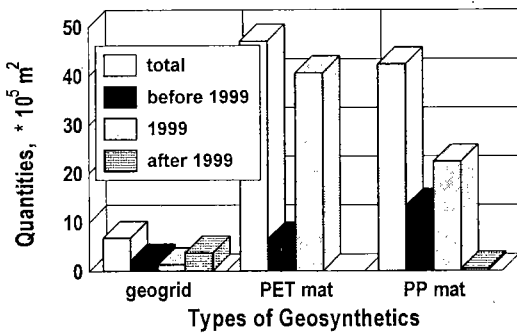 50
40
30
20
10
0
Quantities, * 10⁵ m²
total
before 1999
1999
after 1999
geogrid PET mat PP mat
Types of Geosynthetics